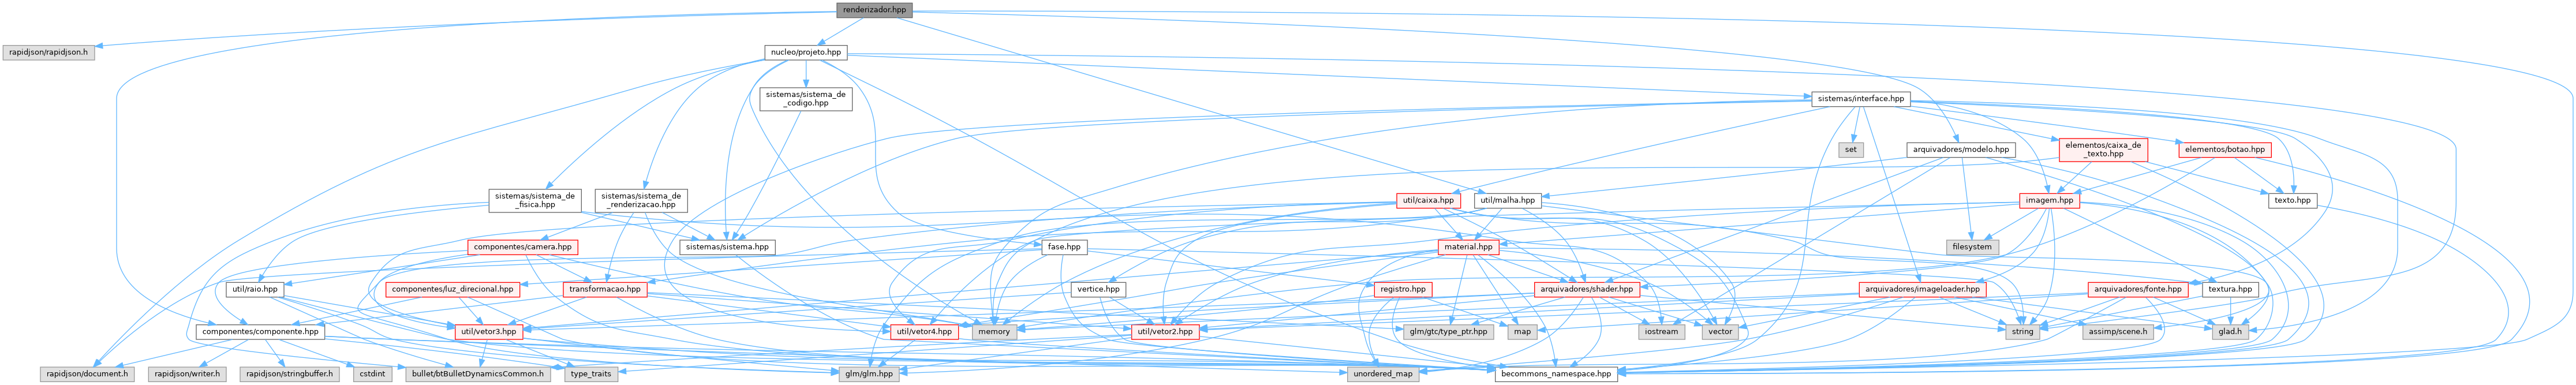 renderizador.hpp
rapidjson/rapidjson.h
nucleo/projeto.hpp
sistemas/sistema_de
_codigo.hpp
sistemas/interface.hpp
set
arquivadores/modelo.hpp
elementos/caixa_de
_texto.hpp
elementos/botao.hpp
sistemas/sistema_de
_fisica.hpp
sistemas/sistema_de
_renderizacao.hpp
util/caixa.hpp
util/malha.hpp
imagem.hpp
texto.hpp
componentes/camera.hpp
sistemas/sistema.hpp
fase.hpp
material.hpp
filesystem
util/raio.hpp
componentes/luz_direcional.hpp
transformacao.hpp
vertice.hpp
registro.hpp
arquivadores/shader.hpp
arquivadores/imageloader.hpp
arquivadores/fonte.hpp
textura.hpp
componentes/componente.hpp
util/vetor3.hpp
util/vetor4.hpp
memory
util/vetor2.hpp
glm/gtc/type_ptr.hpp
map
iostream
vector
string
assimp/scene.h
glad.h
rapidjson/document.h
rapidjson/writer.h
rapidjson/stringbuffer.h
cstdint
bullet/btBulletDynamicsCommon.h
type_traits
glm/glm.hpp
unordered_map
becommons_namespace.hpp